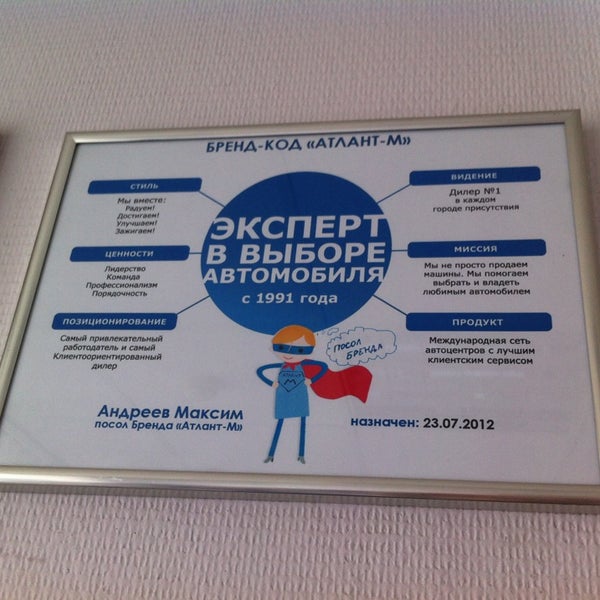 БРЕНД-КОД «АТЛАНТ-М»
СТИЛЬ
Мы вместе:
Радуем!
Достигаем!
Улучшаем!
Зажигаем!
ЦЕННОСТИ
Лидерство
Команда
Профессионализм
Порядочность
ПОЗИЦИОНИРОВАНИЕ
Самый привлекательный
работодатель и самый
Клиентоориентированный
дилер
ЭКСПЕРТ
В ВЫБОРЕ
АВТОМОБИЛЯ
с 1991 года
ВИДЕНИЕ
Дилер №1
в каждом
городе присутствия
МИССИЯ
Мы не просто продаем
машины. Мы помогаем
выбрать и владеть
любимым автомобилем
ПРОДУКТ
Международная сеть
автоцентров с лучшим
клиентским сервисом
ПОСОЛ
БРЕНДА
АТЛАНТ
М
Андреев Максим
посол Бренда «Атлант-М»
назначен: 23.07.2012